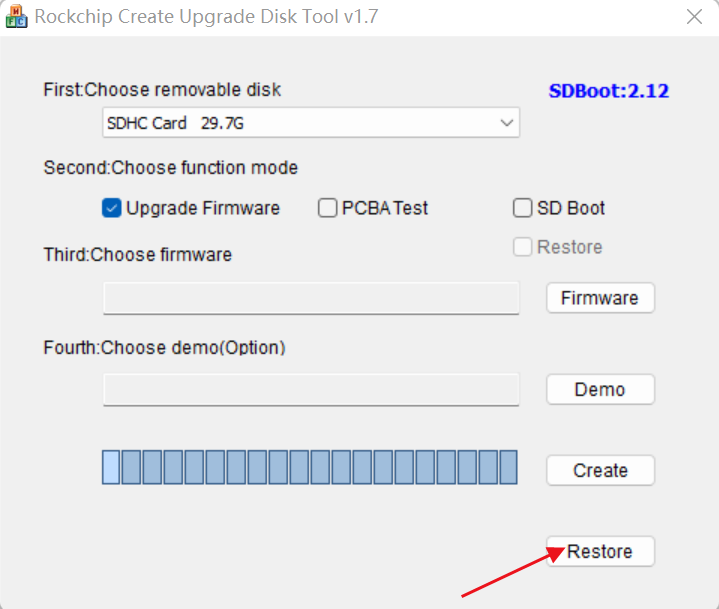 Rockchip Create Upgrade Disk Tool v1.7
First:Choose removable disk
SDBoot:2.12
SDHC Card 29.7G
Second:Choose function mode
Upgrade Firmware
PCBA Test
SD Boot
Restore
Third:Choose firmware
Firmware
Fourth:Choose demo(Option)
Demo
Create
Restore